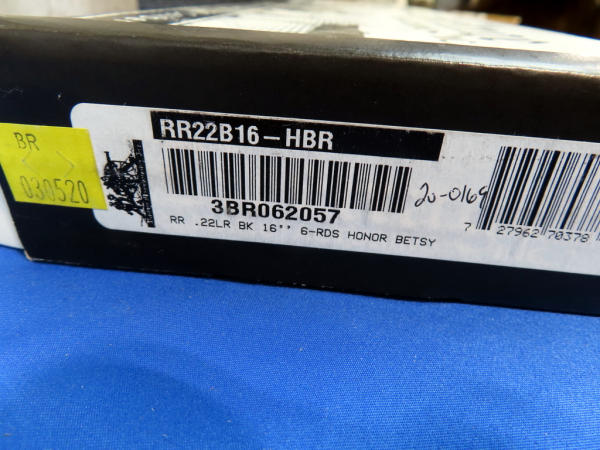 BR
030520
RR22B16-HBR
3BR062057
RR .22LR BK 16'' 6-RDS HONOR BETSY
20-0169
7 27962 70378